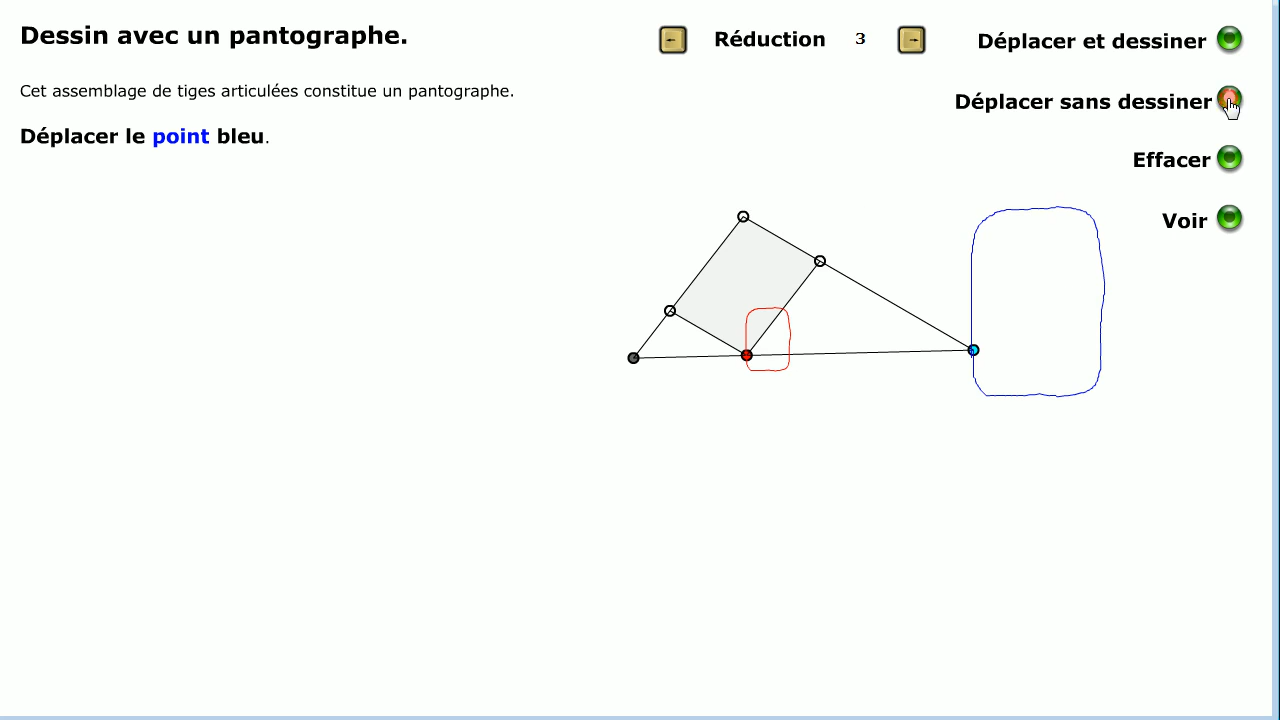 Dessin avec un pantographe.
Réduction 3
Déplacer et dessiner
Cet assemblage de tiges articulées constitue un pantographe.
Déplacer sans dessiner
Déplacer le point bleu.
Effacer
Voir